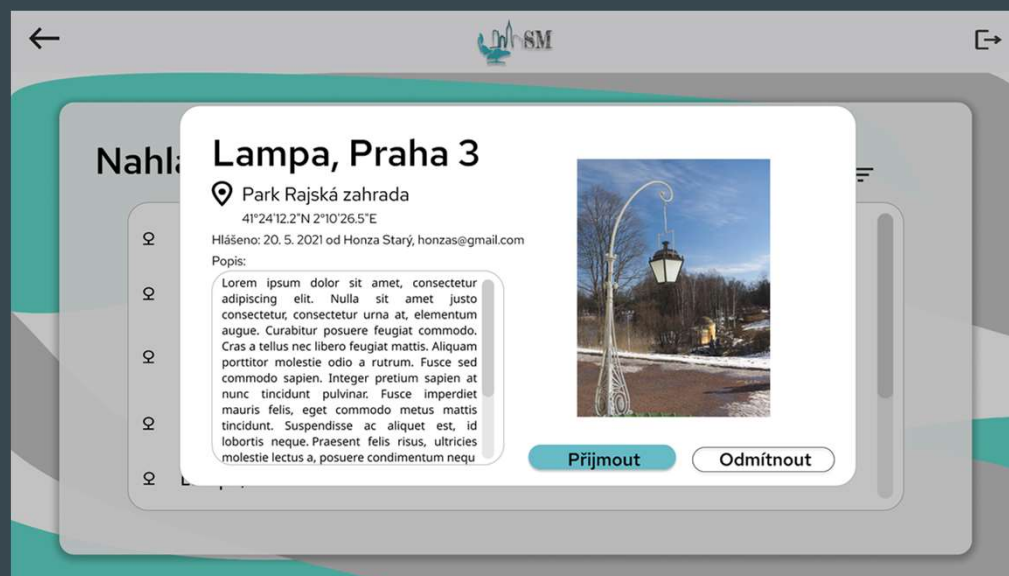 SM
Nahl
Lampa, Praha 3
Park Rajská zahrada
41°24'12.2"N 2°10'26.5"E
Hlášeno: 20. 5. 2021 od Honza Starý, honzas@gmail.com
Popis:
Lorem ipsum dolor sit amet, consectetur
adipiscing elit. Nulla sit amet justo
consectetur, consectetur urna at, elementum
augue. Curabitur posuere feugiat commodo.
Cras a tellus nec libero feugiat mattis. Aliquam
porttitor molestie odio a rutrum. Fusce sed
commodo sapien. Integer pretium sapien at
nunc tincidunt pulvinar. Fusce imperdiet
mauris felis, eget commodo metus mattis
tincidunt. Suspendisse ac aliquet est, id
lobortis neque. Praesent felis risus, ultricies
molestie lectus a, posuere condimentum nequ
Přijmout
Odmítnout